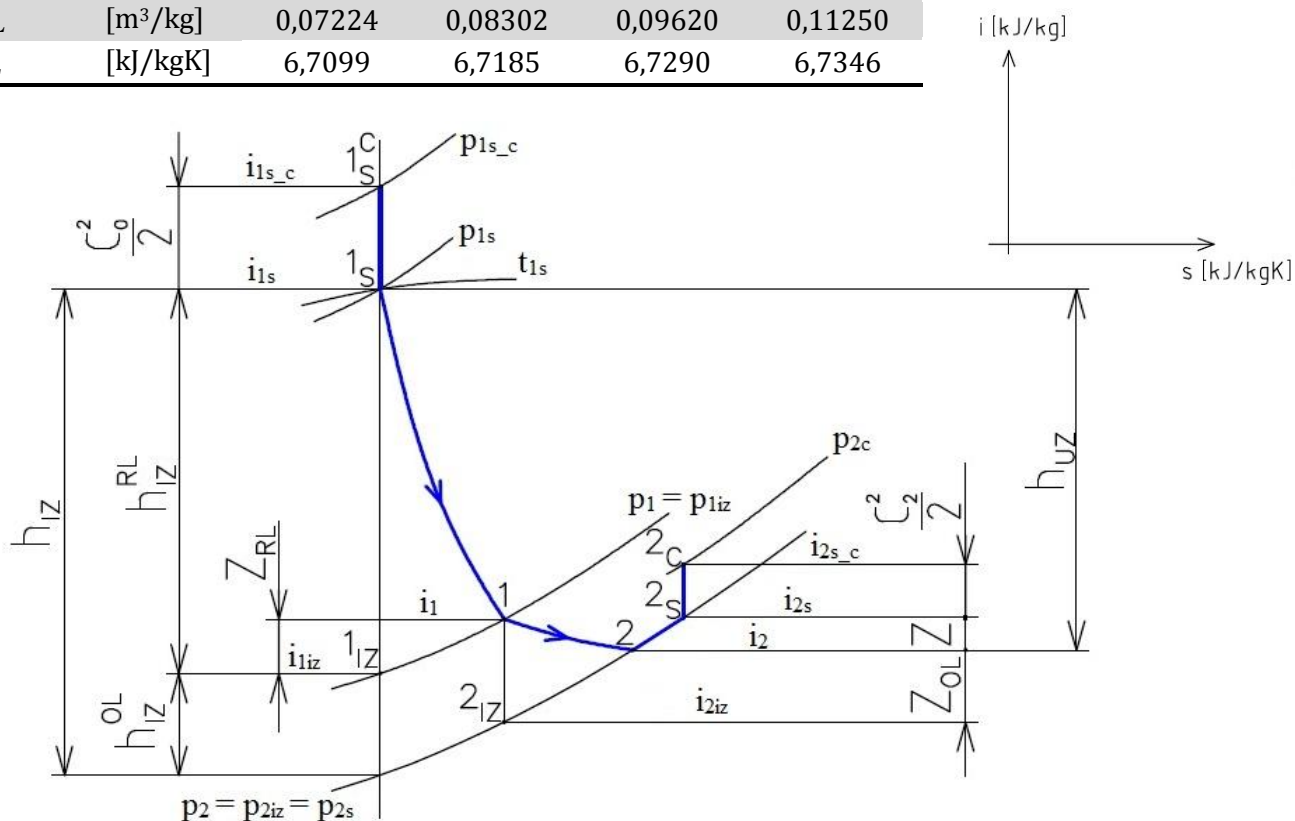 [m³/kg] 0,07224 0,08302 0,09620 0,11250
[kJ/kgK] 6,7099 6,7185 6,7290 6,7346
i [kJ/kg]
s [kJ/kgK]
1S C
p1s_c
i1s_c
C0²/2
p1s
1S
t1s
i1s
hIZ
hIZ RL
hUZ
p2c
p1 = p1iz
C2²/2
ZRL
2C
i2s_c
i1
1
2S
i2s
2
i2
Z
1IZ
i1iz
ZOL
2IZ
i2iz
hIZ OL
p2 = p2iz = p2s